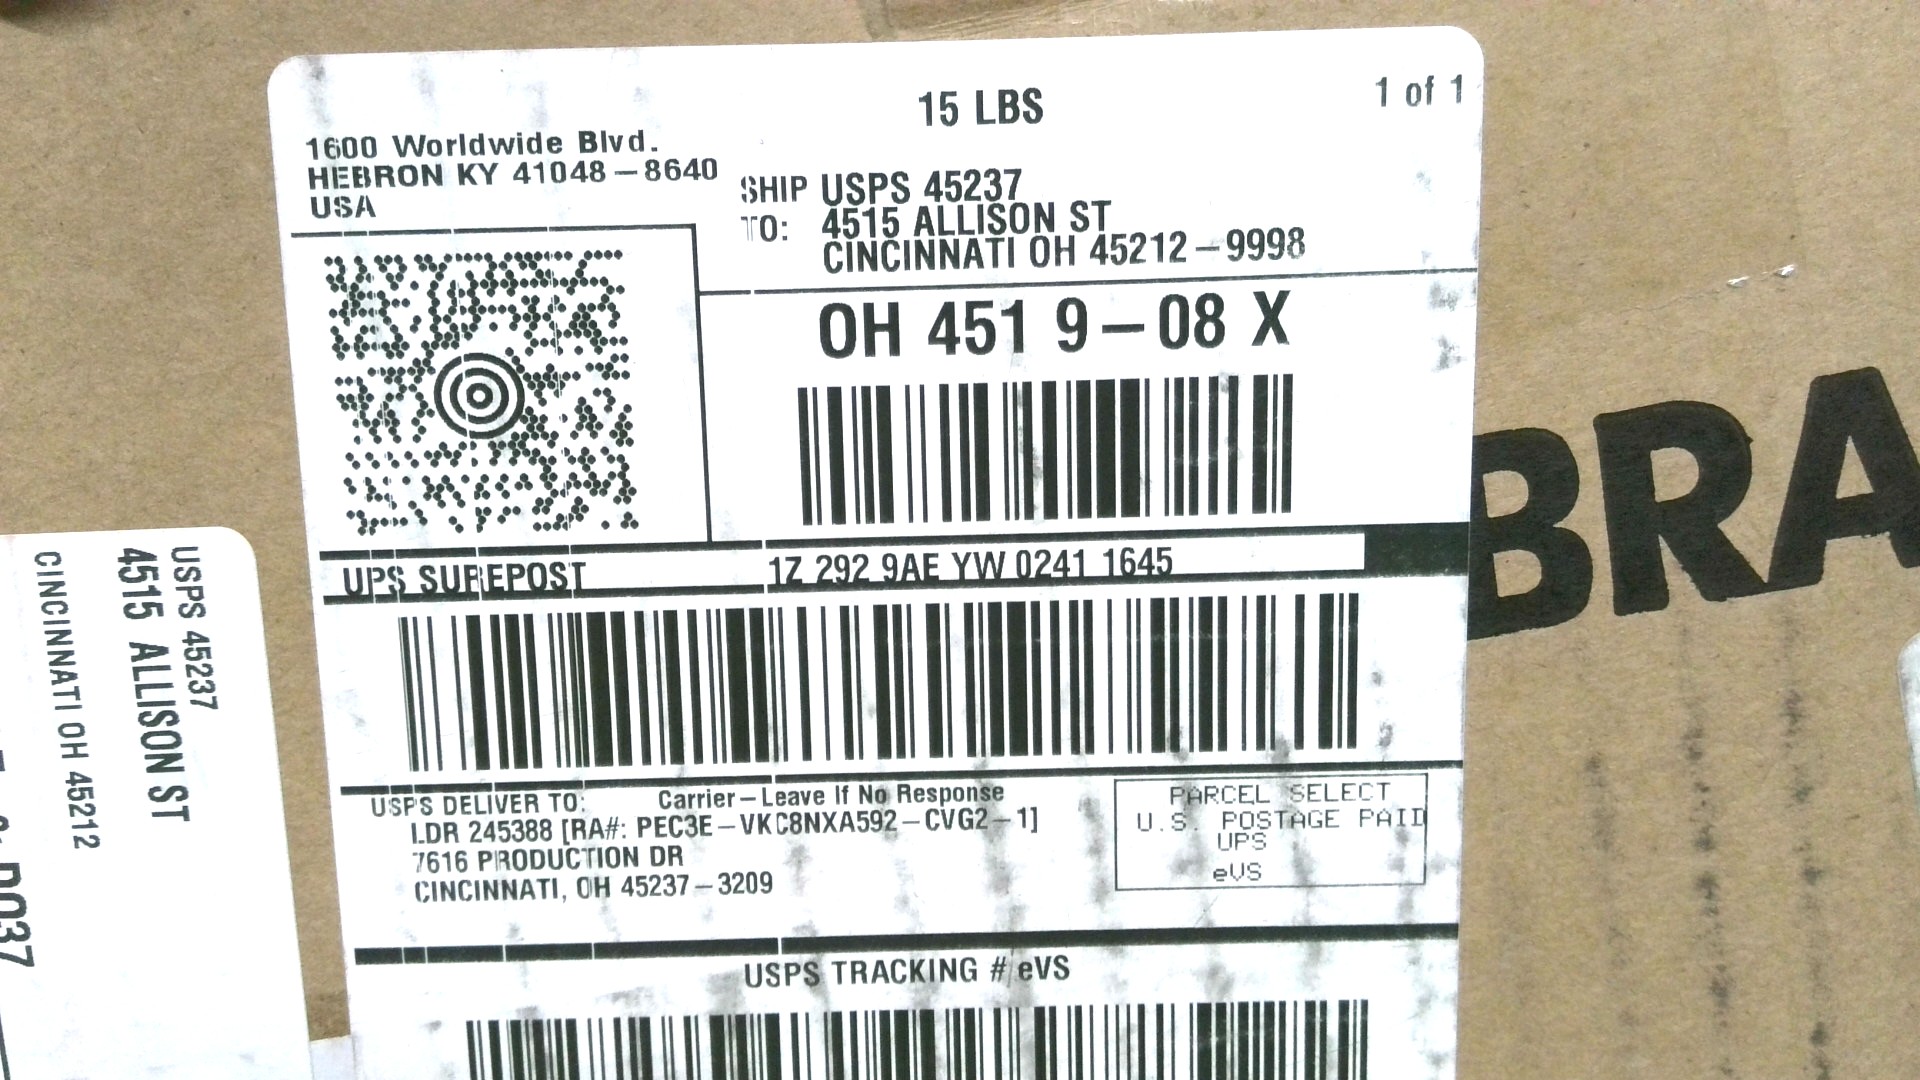 15 LBS
1 of 1
1600 Worldwide Blvd.
HEBRON KY 41048-8640
USA
SHIP USPS 45237
TO: 4515 ALLISON ST
CINCINNATI OH 45212-9998
OH 451 9-08 X
UPS SUREPOST
1Z 292 9AE YW 0241 1645
USPS DELIVER TO: Carrier-Leave If No Response
LDR 245388 [RA#: PEC3E-VKC8NXA592-CVG2-1]
7616 PRODUCTION DR
CINCINNATI, OH 45237-3209
PARCEL SELECT
U.S. POSTAGE PAID
UPS
eVS
USPS TRACKING # eVS
USPS 45237
4515 ALLISON ST
CINCINNATI OH 45212
BRA